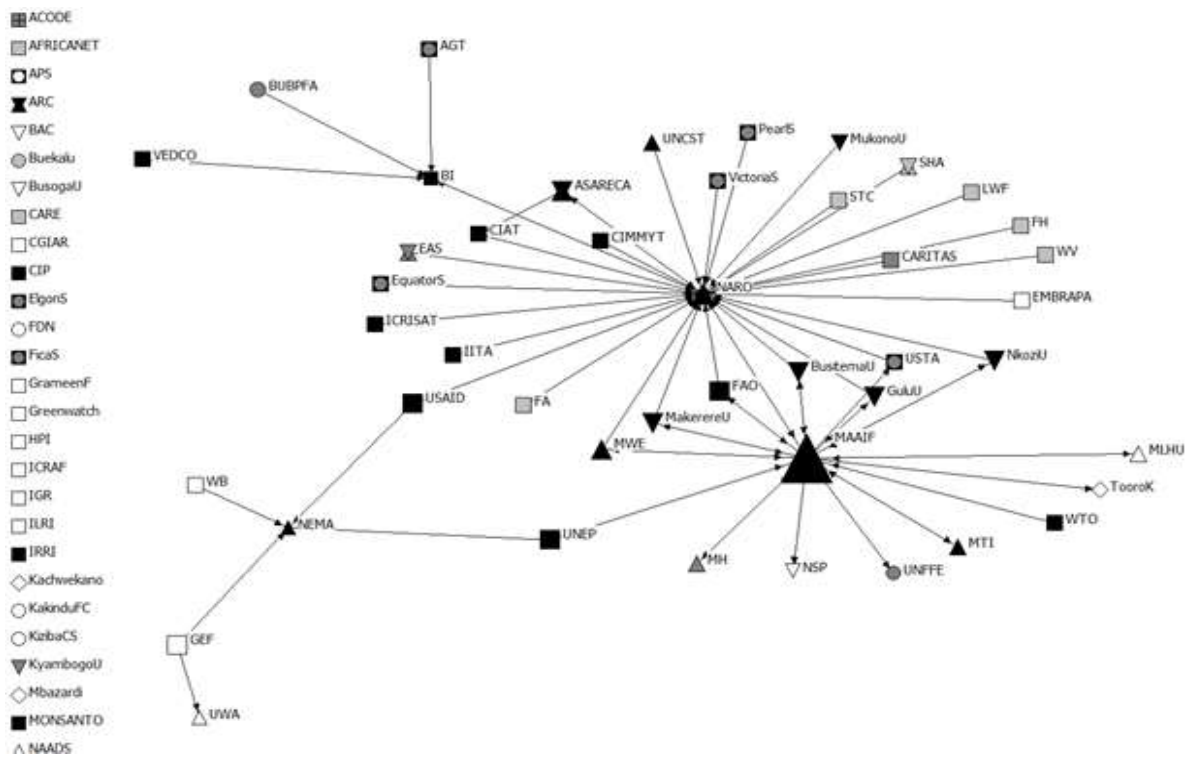 ACODE
AFRICANET
APS
ARC
BAC
Buekalu
BusogaU
CARE
CGIAR
CIP
ElgonS
FDN
FicaS
GrameenF
Greenwatch
HPI
ICRAF
IGR
ILRI
IRRI
Kachwekano
KakinduFC
KizibaCS
KyambogoU
Mbazardi
MONSANTO
NAADS
AGT
BUBPFA
VEDCO
BI
UNCST
PearlS
MukonoU
ASARECA
VictoriaS
SHA
STC
LWF
CIAT
CIMMYT
FH
EAS
CARITAS
WV
EquatorS
NARO
EMBRAPA
ICRISAT
IITA
BusitemaU
USTA
NkoziU
USAID
FA
FAO
GuluU
MakerereU
MWE
MAAIF
MLHU
WB
TooroK
NEMA
UNEP
WTO
MH
NSP
UNFFE
MTI
GEF
UWA